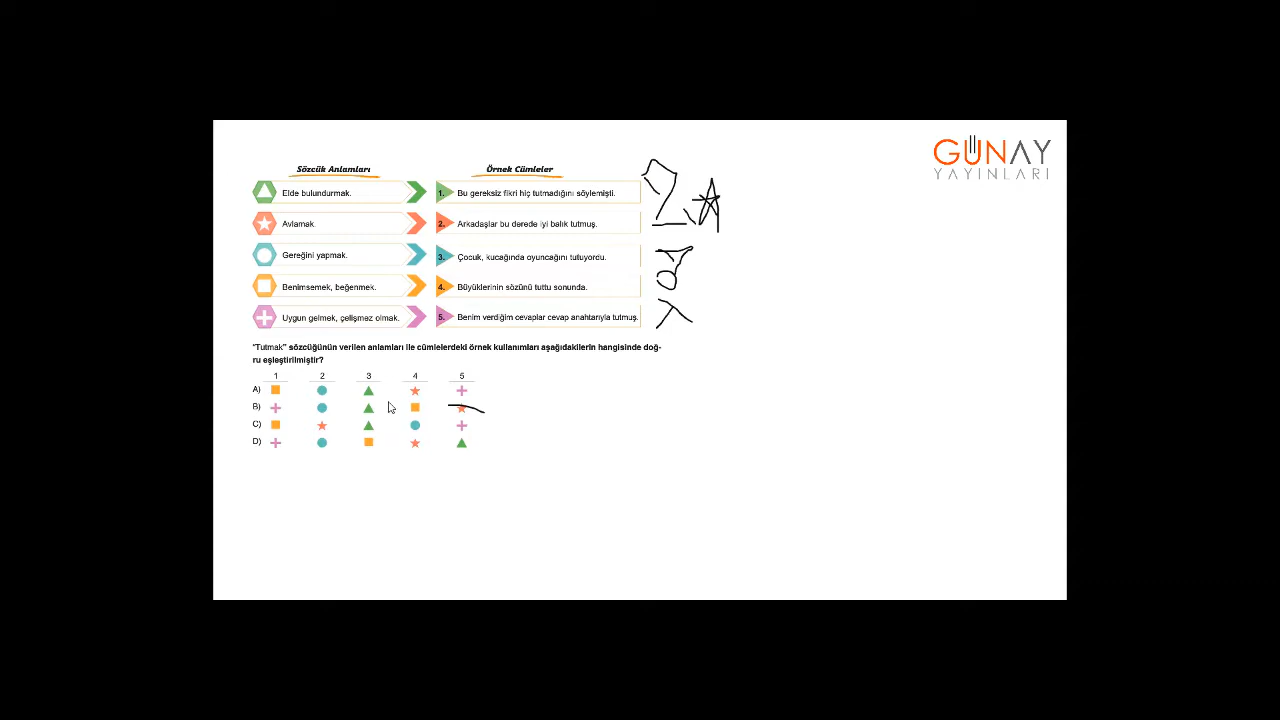 GÜNAY
YAYINLARI
Sözcük Anlamları
Örnek Cümleler
Elde bulundurmak.
1. Bu gereksiz fikri hiç tutmadığını söylemişti.
Avlamak.
2. Arkadaşlar bu derede iyi balık tutmuş.
Gereğini yapmak.
3. Çocuk, kucağında oyuncağını tutuyordu.
Benimsemek, beğenmek.
4. Büyüklerinin sözünü tuttu sonunda.
Uygun gelmek, çelişmez olmak.
5. Benim verdiğim cevaplar cevap anahtarıyla tutmuş.
"Tutmak" sözcüğünün verilen anlamları ile cümlelerdeki örnek kullanımları aşağıdakilerin hangisinde doğ-
ru eşleştirilmiştir?
1 2 3 4 5
A)
B)
C)
D)